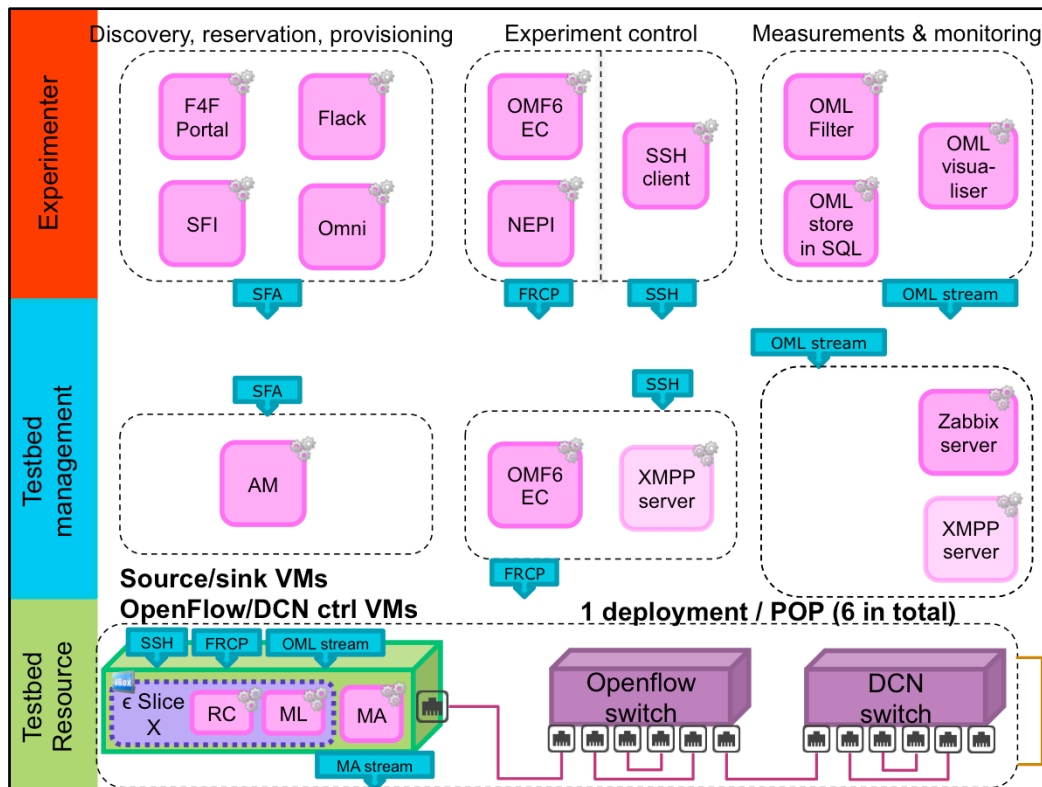 Discovery, reservation, provisioning
Experiment control
Measurements & monitoring
Experimenter
F4F
Portal
Flack
SFI
Omni
OMF6
EC
NEPI
SSH
client
OML
Filter
OML
store
in SQL
OML
visua-
liser
SFA
FRCP
SSH
OML stream
OML stream
Testbed
management
SFA
SSH
AM
OMF6
EC
XMPP
server
Zabbix
server
XMPP
server
FRCP
Source/sink VMs
OpenFlow/DCN ctrl VMs
1 deployment / POP (6 in total)
Testbed
Resource
SSH
FRCP
OML stream
ϵ Slice
X
RC
ML
MA
MA stream
Openflow
switch
DCN
switch